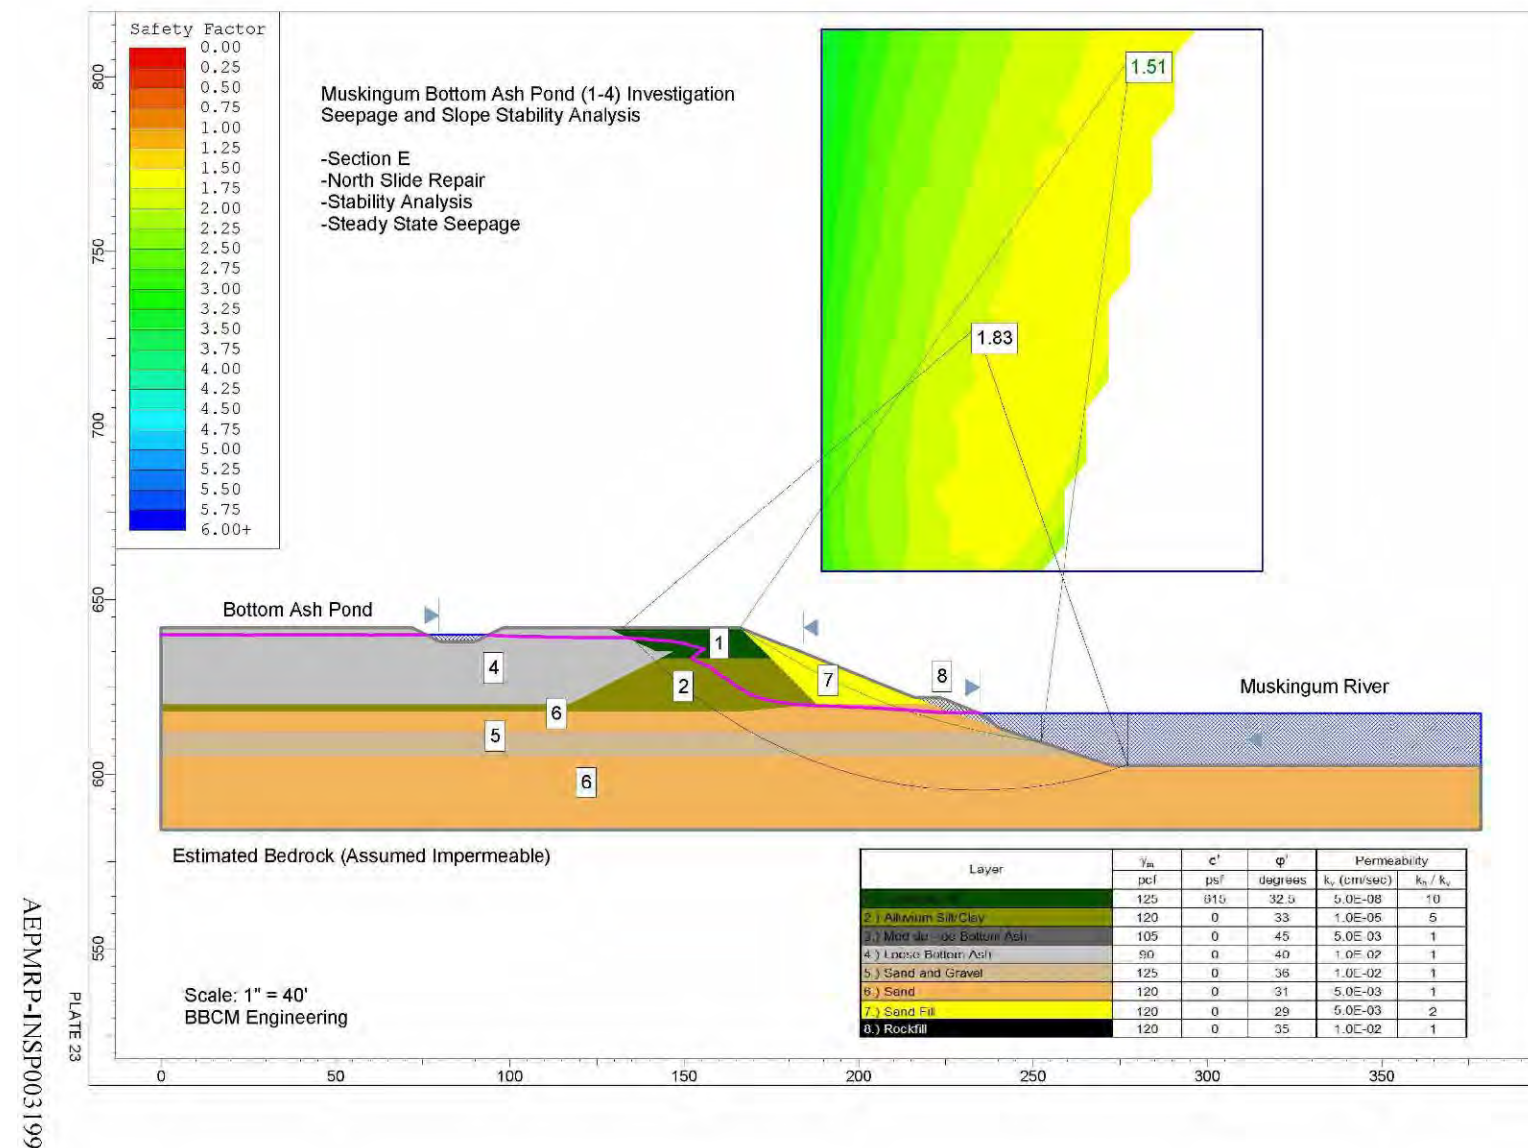 Safety Factor
0.00
0.25
0.50
0.75
1.00
1.25
1.50
1.75
2.00
2.25
2.50
2.75
3.00
3.25
3.50
3.75
4.00
4.25
4.50
4.75
5.00
5.25
5.50
5.75
6.00+
Muskingum Bottom Ash Pond (1-4) Investigation
Seepage and Slope Stability Analysis
-Section E
-North Slide Repair
-Stability Analysis
-Steady State Seepage
1.51
1.83
800
750
700
650
600
550
Bottom Ash Pond
Muskingum River
1
2
4
5
6
6
7
8
Estimated Bedrock (Assumed Impermeable)
Scale: 1" = 40'
BBCM Engineering
Layer γm c' φ' Permeability
pcf psf degrees kv (cm/sec) kh / kv
125 615 32.5 5.0E-08 10
2.) Alluvium Silt/Clay 120 0 33 1.0E-05 5
3.) Bottom Ash 105 0 45 5.0E-03 1
4.) Loose Bottom Ash 90 0 40 1.0E-02 1
5.) Sand and Gravel 125 0 36 1.0E-02 1
6.) Sand 120 0 31 5.0E-03 1
7.) Sand Fill 120 0 29 5.0E-03 2
8.) Rockfill 120 0 35 1.0E-02 1
0 50 100 150 200 250 300 350
PLATE 23
AEPMRP-INSP003199